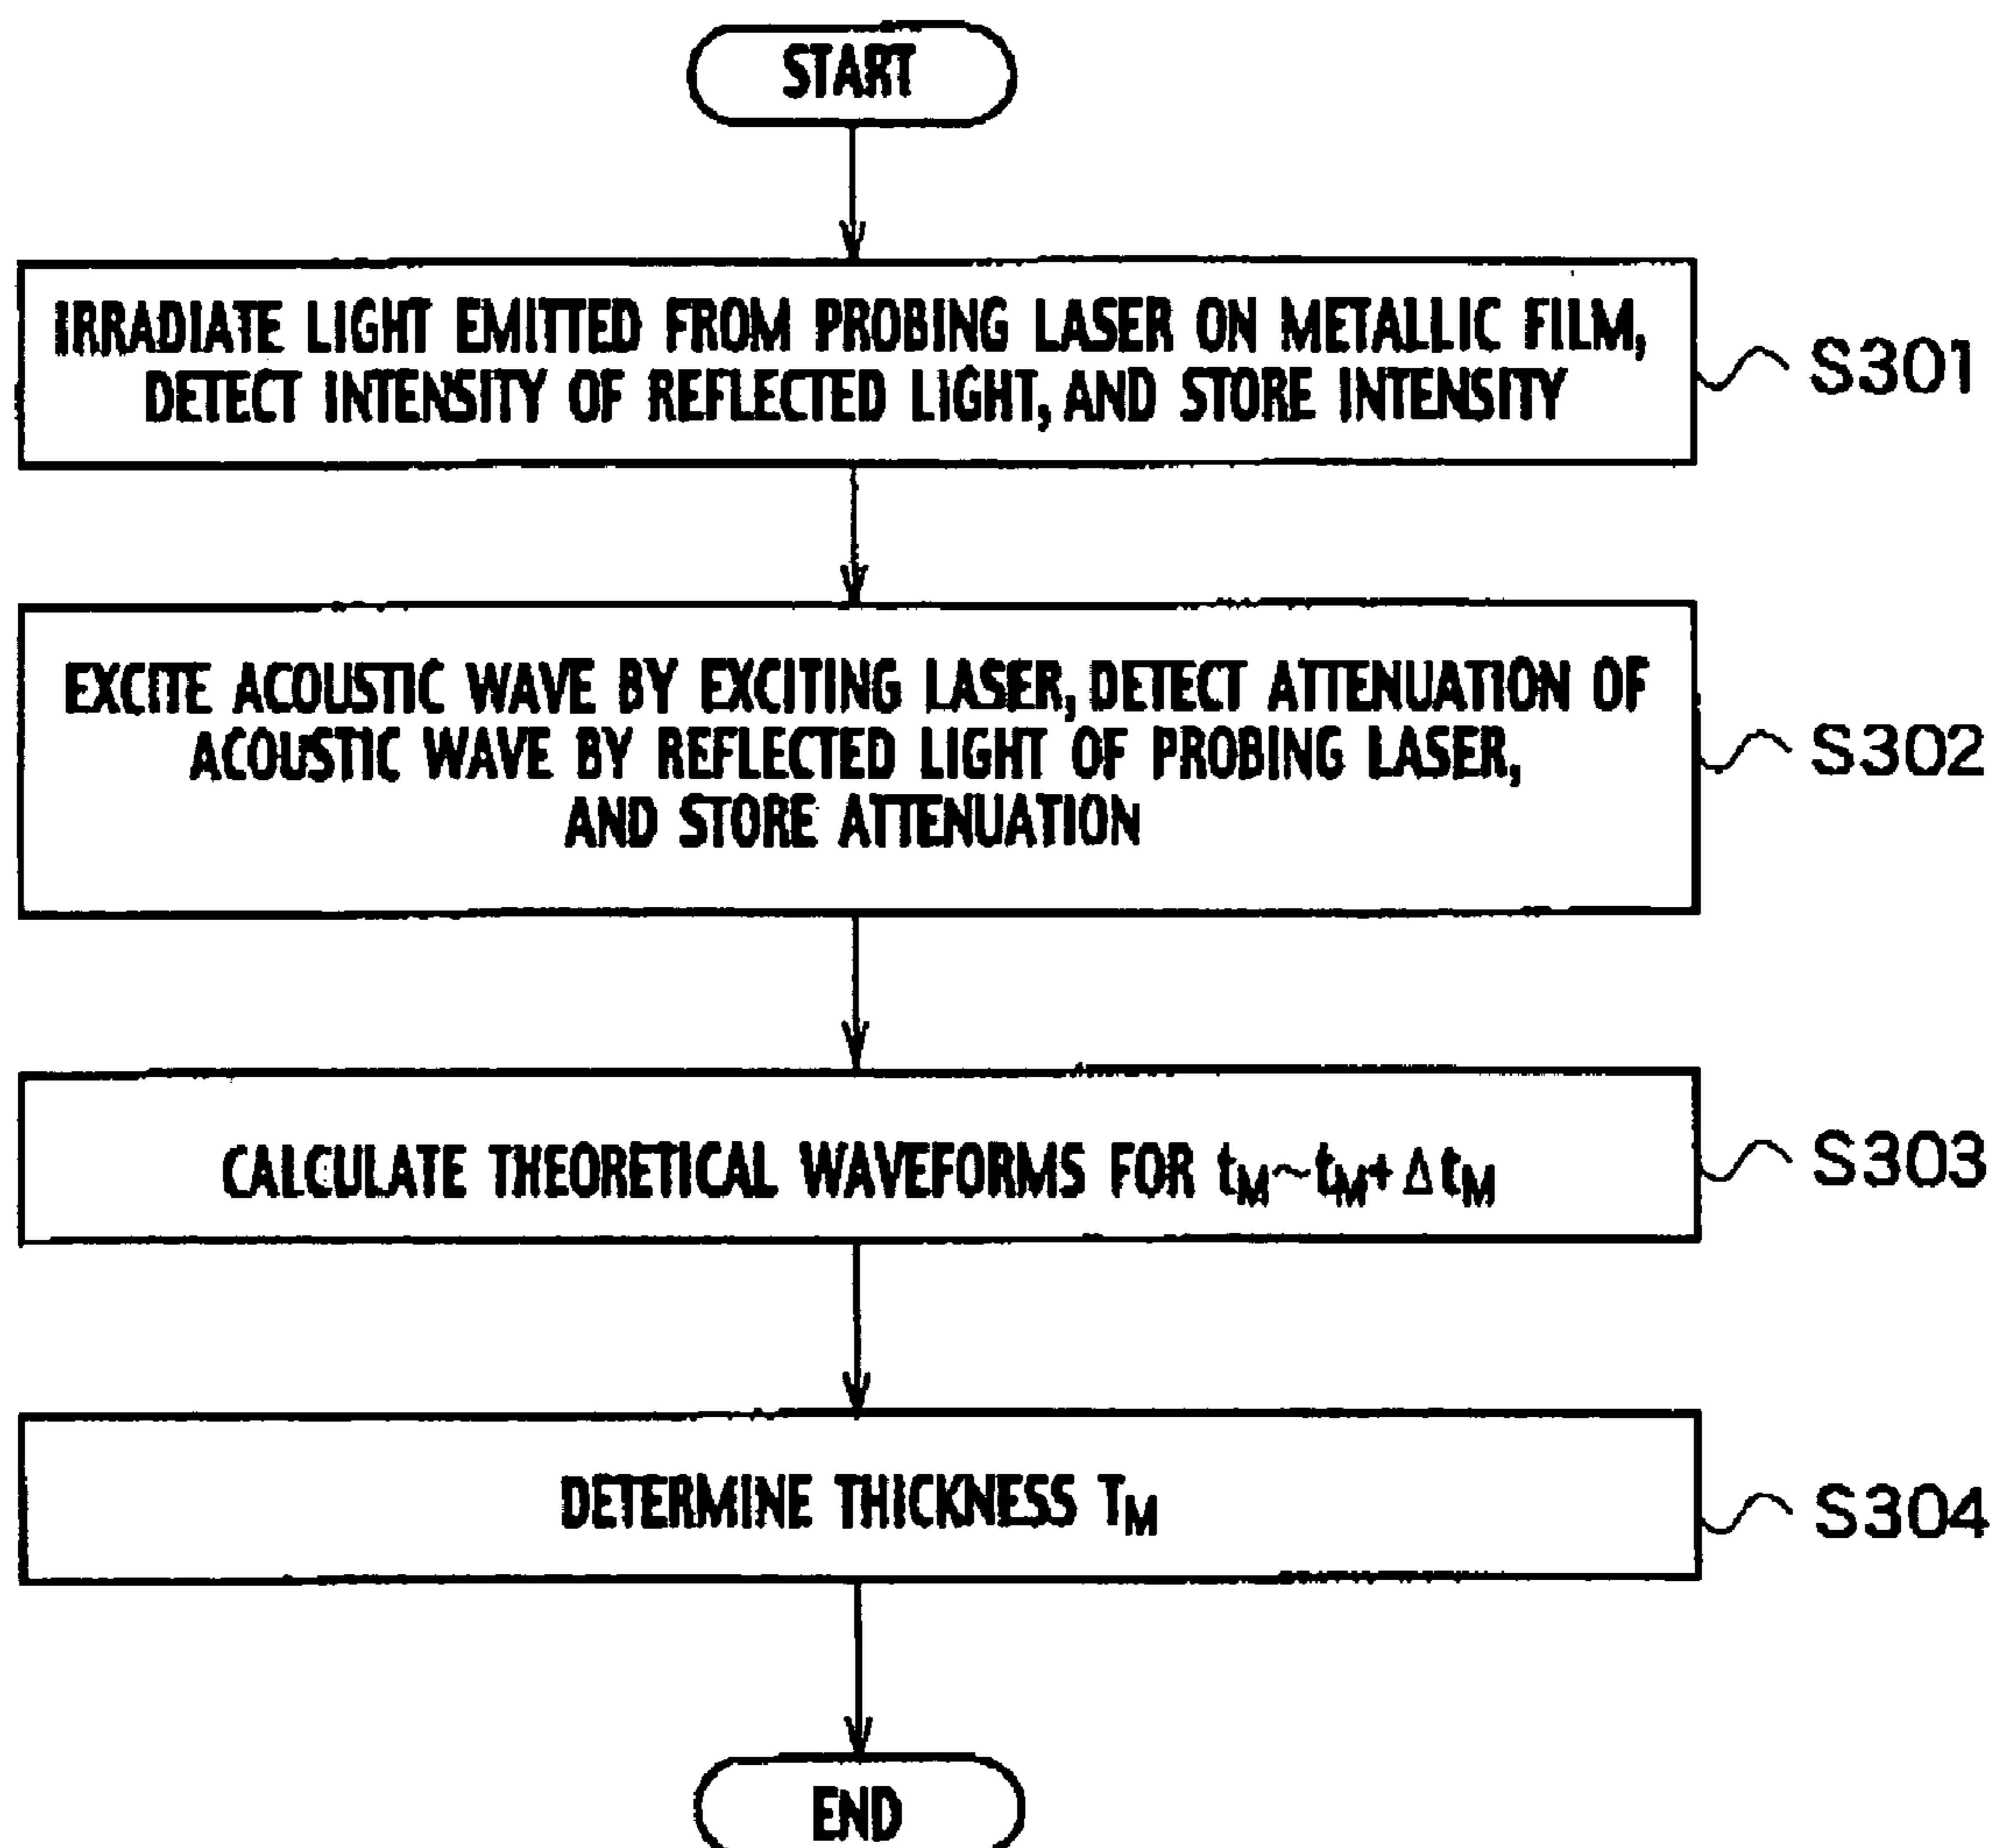 START
IRRADIATE LIGHT EMITTED FROM PROBING LASER ON METALLIC FILM,
DETECT INTENSITY OF REFLECTED LIGHT, AND STORE INTENSITY
S301
EXCITE ACOUSTIC WAVE BY EXCITING LASER, DETECT ATTENUATION OF
ACOUSTIC WAVE BY REFLECTED LIGHT OF PROBING LASER,
AND STORE ATTENUATION
S302
CALCULATE THEORETICAL WAVEFORMS FOR tM~tM+ΔtM
S303
DETERMINE THICKNESS TM
S304
END